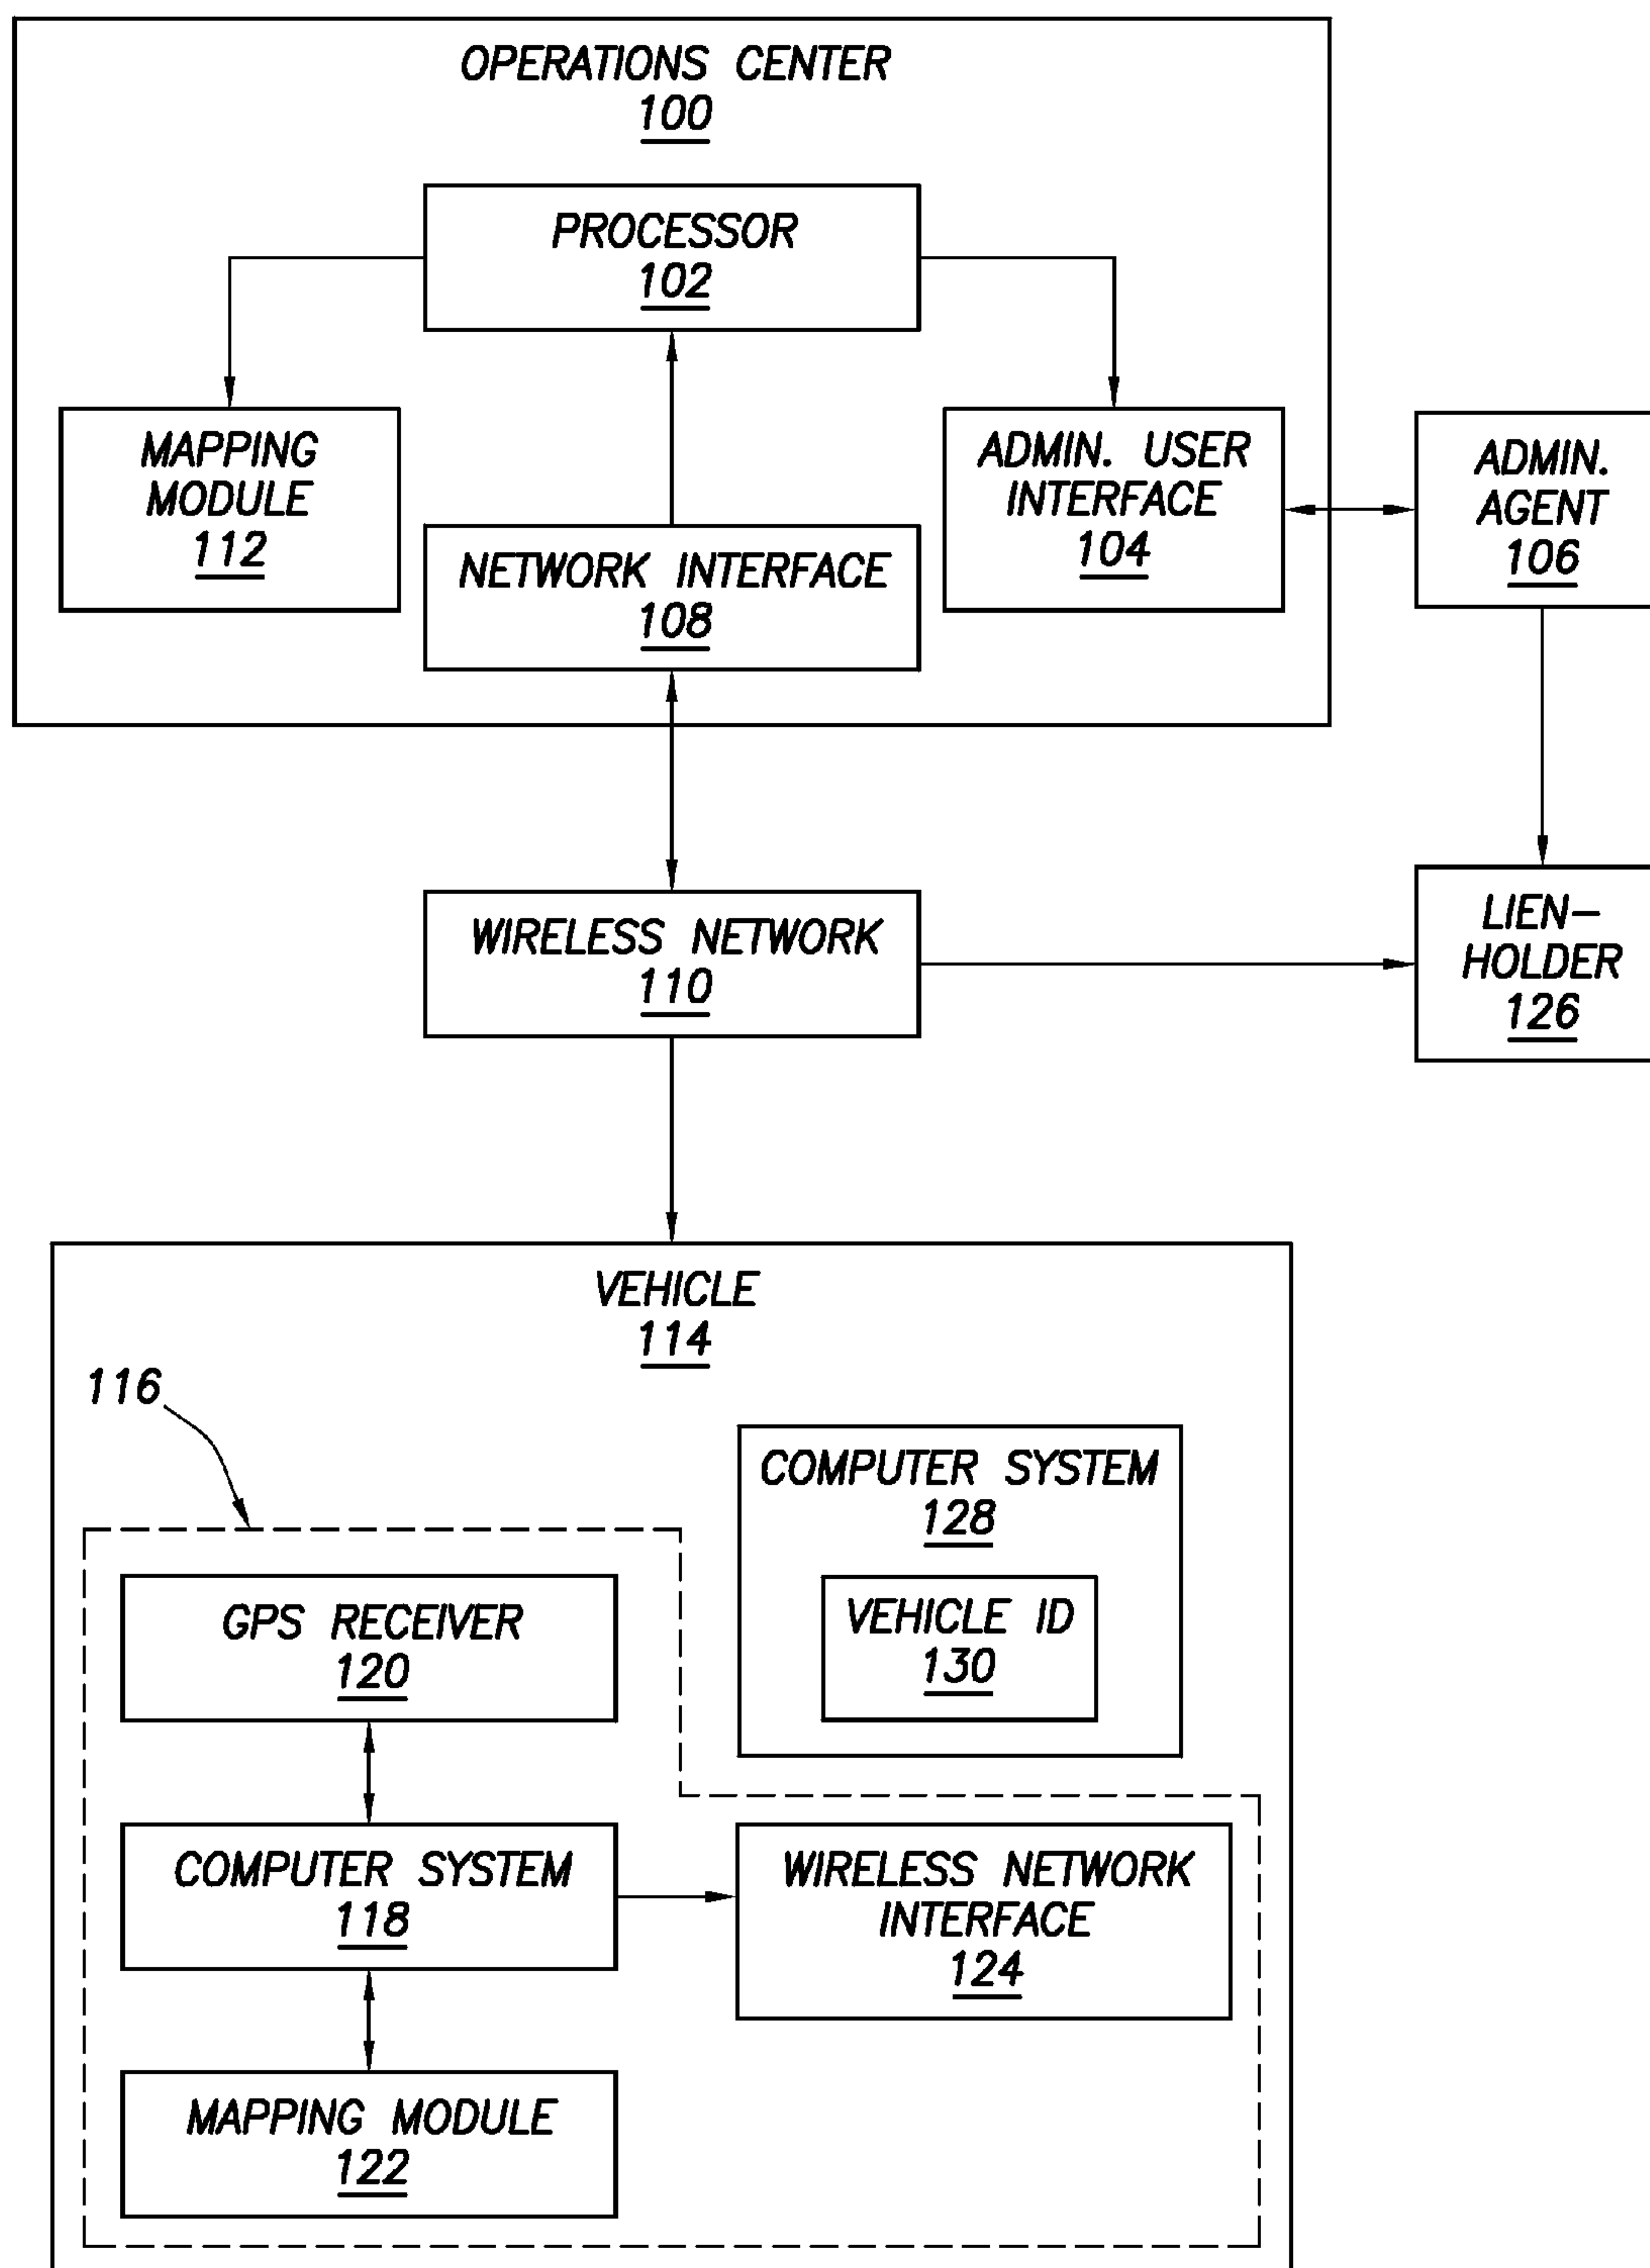 OPERATIONS CENTER
100
PROCESSOR
102
MAPPING
MODULE
112
NETWORK INTERFACE
108
ADMIN. USER
INTERFACE
104
ADMIN.
AGENT
106
WIRELESS NETWORK
110
LIEN-
HOLDER
126
VEHICLE
114
116
COMPUTER SYSTEM
128
VEHICLE ID
130
GPS RECEIVER
120
COMPUTER SYSTEM
118
WIRELESS NETWORK
INTERFACE
124
MAPPING MODULE
122